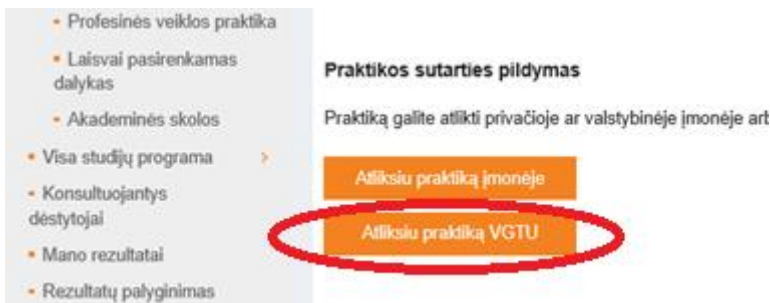 Profesinės veiklos praktika
Laisvai pasirenkamas
dalykas
Akademinės skolos
Visa studijų programa
Konsultuojantys
dėstytojai
Mano rezultatai
Rezultatų palyginimas
Praktikos sutarties pildymas
Praktiką galite atlikti privačioje ar valstybinėje įmonėje art
Atliksiu praktiką įmonėje
Atliksiu praktiką VGTU